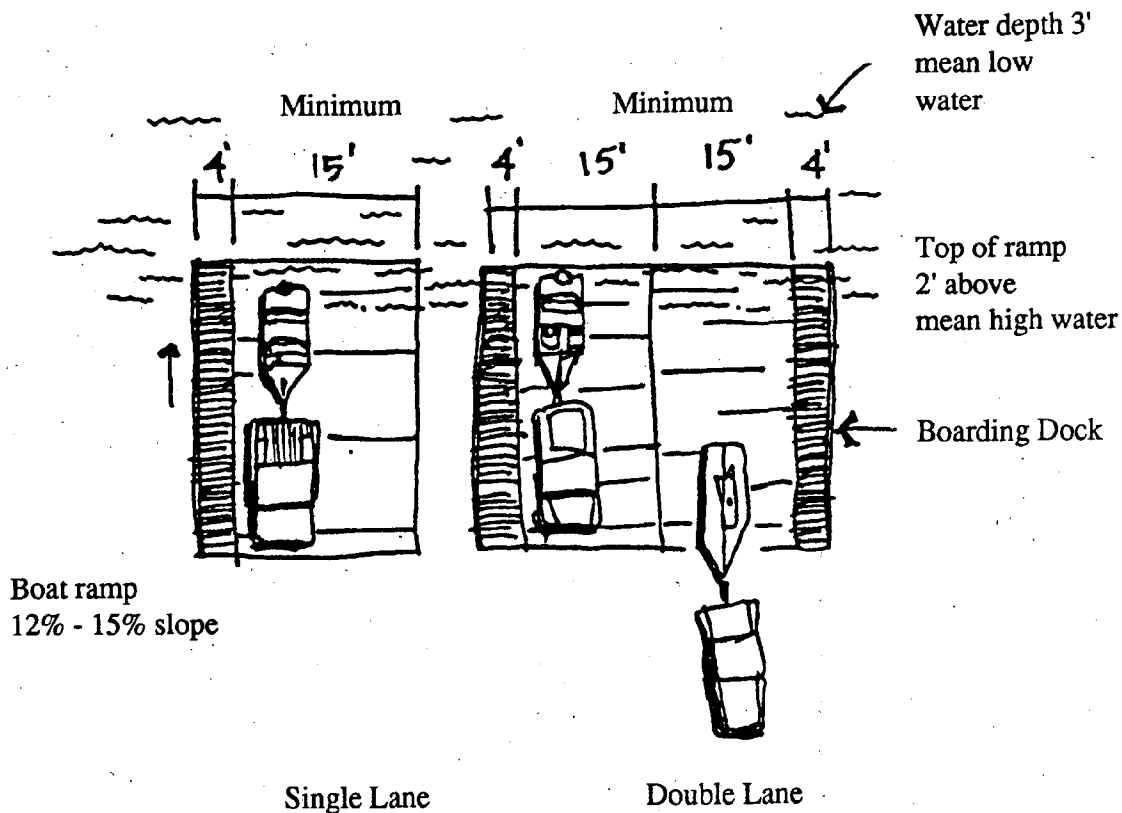 Water depth 3'
mean low
water
Minimum
Minimum
4'
15'
4'
15'
15'
4'
Top of ramp
2' above
mean high water
Boarding Dock
Boat ramp
12% - 15% slope
Single Lane
Double Lane